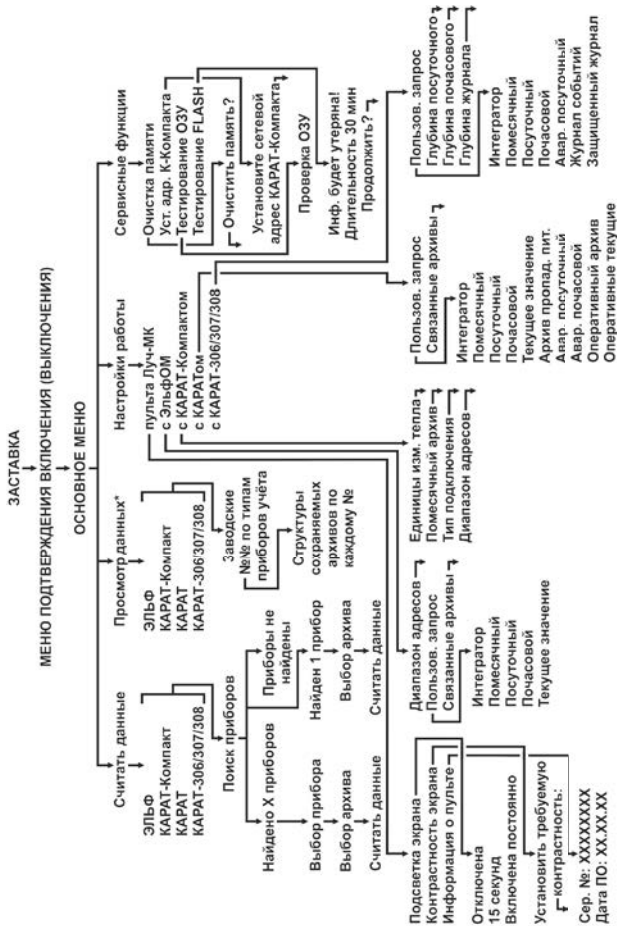 ЗАСТАВКА
МЕНЮ ПОДТВЕРЖДЕНИЯ ВКЛЮЧЕНИЯ (ВЫКЛЮЧЕНИЯ)
ОСНОВНОЕ МЕНЮ
Считать данные
ЭЛЬФ
КАРАТ-Компакт
КАРАТ
КАРАТ-306/307/308
Поиск приборов
Найдено X приборов
Выбор прибора
Выбор архива
Считать данные
Приборы не
найдены
Найден 1 прибор
Выбор архива
Считать данные
Просмотр данных*
ЭЛЬФ
КАРАТ-Компакт
КАРАТ
КАРАТ-306/307/308
Заводские
№№ по типам
приборов учёта
Структуры
сохраняемых
архивов по
каждому №
Настройки работы
пульта Луч-МК
с ЭльфОМ
с КАРАТ-Компактом
с КАРАТом
с КАРАТ-306/307/308
Сервисные функции
Очистка памяти
Уст. адр. К-Компакта
Тестирование ОЗУ
Тестирование FLASH
Очистить память?
Установите сетевой
адрес КАРАТ-Компакта
Проверка ОЗУ
Инф. будет утеряна!
Длительность 30 мин
Продолжить?
Подсветка экрана
Контрастность экрана
Информация о пульте
Отключена
15 секунд
Включена постоянно
Установить требуемую
контрастность:
Сер. №: XXXXXXXX
Дата ПО: XX.XX.XX
Диапазон адресов
Пользов. запрос
Связанные архивы
Интегратор
Помесячный
Посуточный
Почасовой
Текущее значение
Единицы изм. тепла
Помесячный архив
Тип подключения
Диапазон адресов
Пользов. запрос
Связанные архивы
Интегратор
Помесячный
Посуточный
Почасовой
Текущее значение
Архив пропад. пит.
Авар. посуточный
Авар. почасовой
Оперативный архив
Оперативные текущие
Пользов. запрос
Глубина посуточного
Глубина почасового
Глубина журнала
Интегратор
Помесячный
Посуточный
Почасовой
Авар. посуточный
Журнал событий
Защищенный журнал